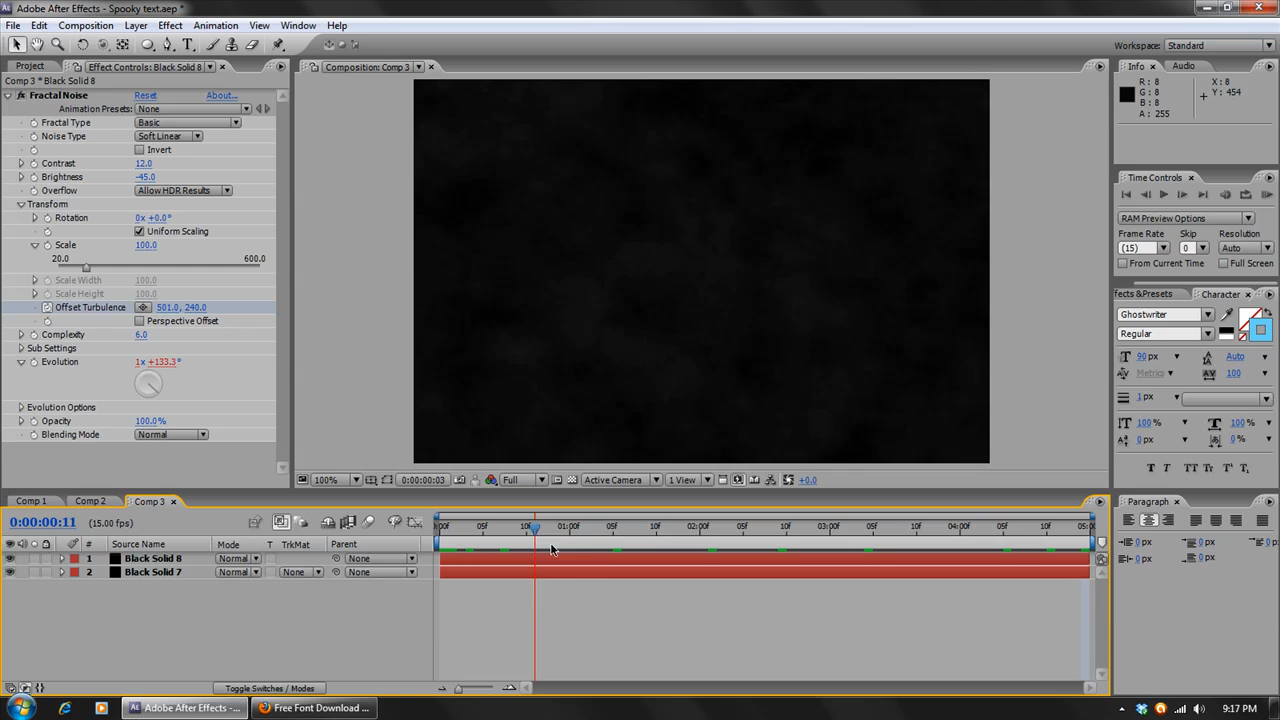 Adobe After Effects - Spooky text.aep *
File Edit Composition Layer Effect Animation View Window Help
Workspace: Standard
Project Effect Controls: Black Solid 8
Comp 3 * Black Solid 8
Fractal Noise Reset About...
Animation Presets: None
Fractal Type Basic
Noise Type Soft Linear
Invert
Contrast 12.0
Brightness -45.0
Overflow Allow HDR Results
Transform
Rotation 0x +0.0°
Uniform Scaling
Scale 100.0
20.0 600.0
Scale Width 100.0
Scale Height 100.0
Offset Turbulence 501.0, 240.0
Perspective Offset
Complexity 6.0
Sub Settings
Evolution 1x +133.3°
Evolution Options
Opacity 100.0%
Blending Mode Normal
Composition: Comp 3
100% 0:00:00:03 Full Active Camera 1 View +0.0
Info Audio
R: 8 X: 8
G: 8 Y: 454
B: 8
A: 255
Time Controls
RAM Preview Options
Frame Rate Skip Resolution
(15) 0 Auto
From Current Time Full Screen
ffects&Presets Character
Ghostwriter
Regular
90 px Auto
Metrics 100
1 px
100 % 100 %
0 px 0 %
T T TT Tr T' T,
Paragraph
0 px 0 px 0 p
0 px 0 px
Comp 1 Comp 2 Comp 3
0:00:00:11 (15.00 fps)
:00f 05f 10f 01:00f 05f 10f 02:00f 05f 10f 03:00f 05f 10f 04:00f 05f 10f 05:0
# Source Name Mode T TrkMat Parent
1 Black Solid 8 Normal None
2 Black Solid 7 Normal None None
Toggle Switches / Modes
Adobe After Effects -... Free Font Download ... 9:17 PM